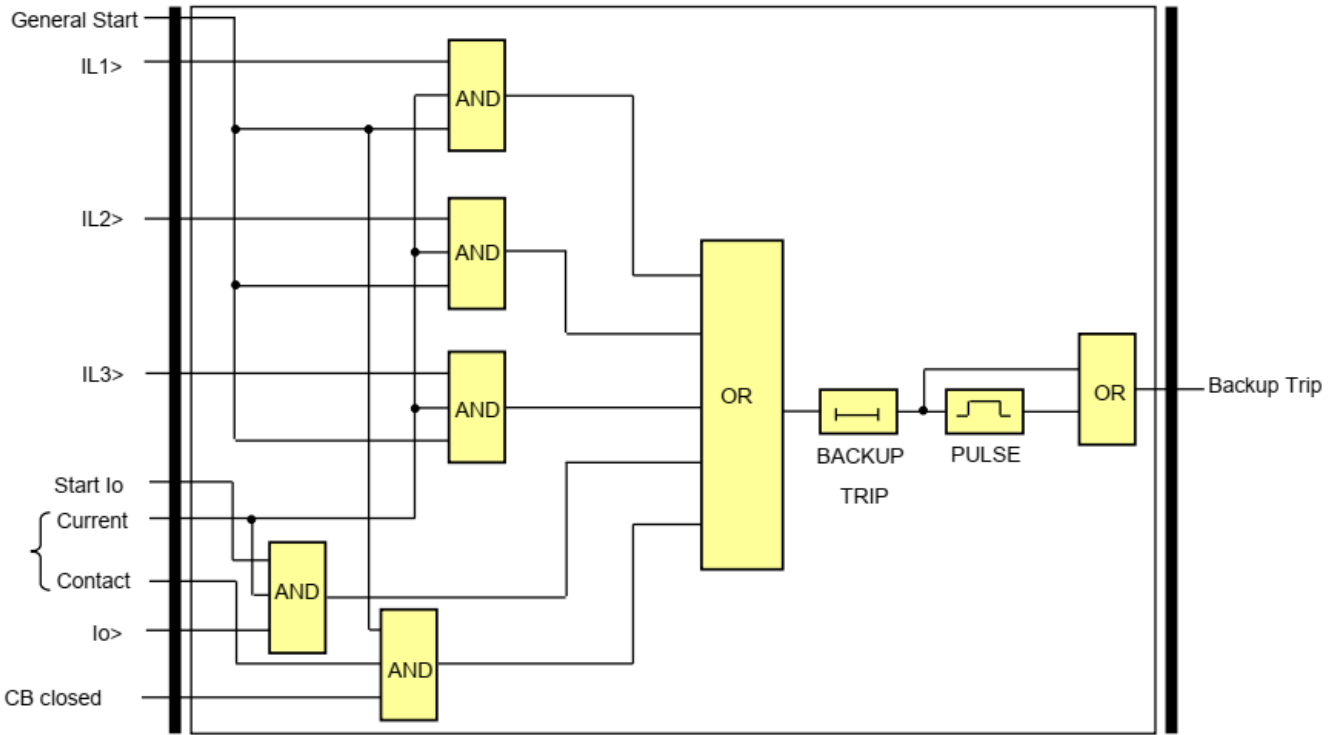 General Start
IL1>
AND
IL2>
AND
IL3>
AND
OR
OR
Backup Trip
BACKUP
TRIP
PULSE
Start Io
Current
Contact
AND
Io>
AND
CB closed